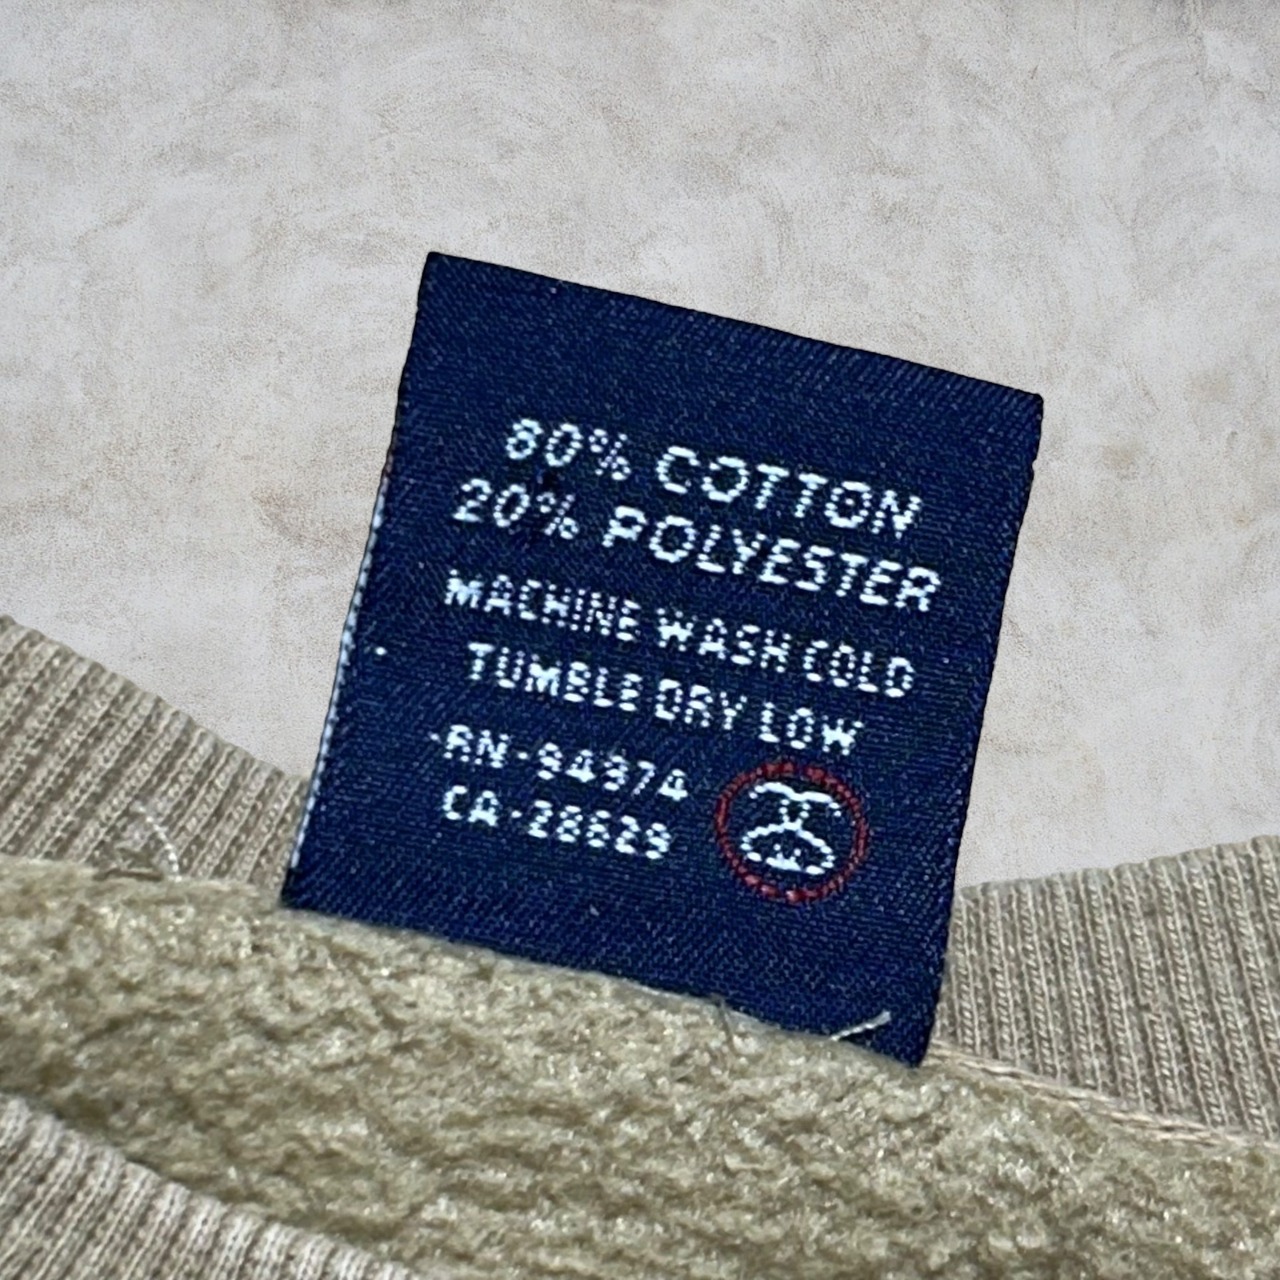 80% COTTON
20% POLYESTER
MACHINE WASH COLD
TUMBLE DRY LOW
RN-94374
CA-28629